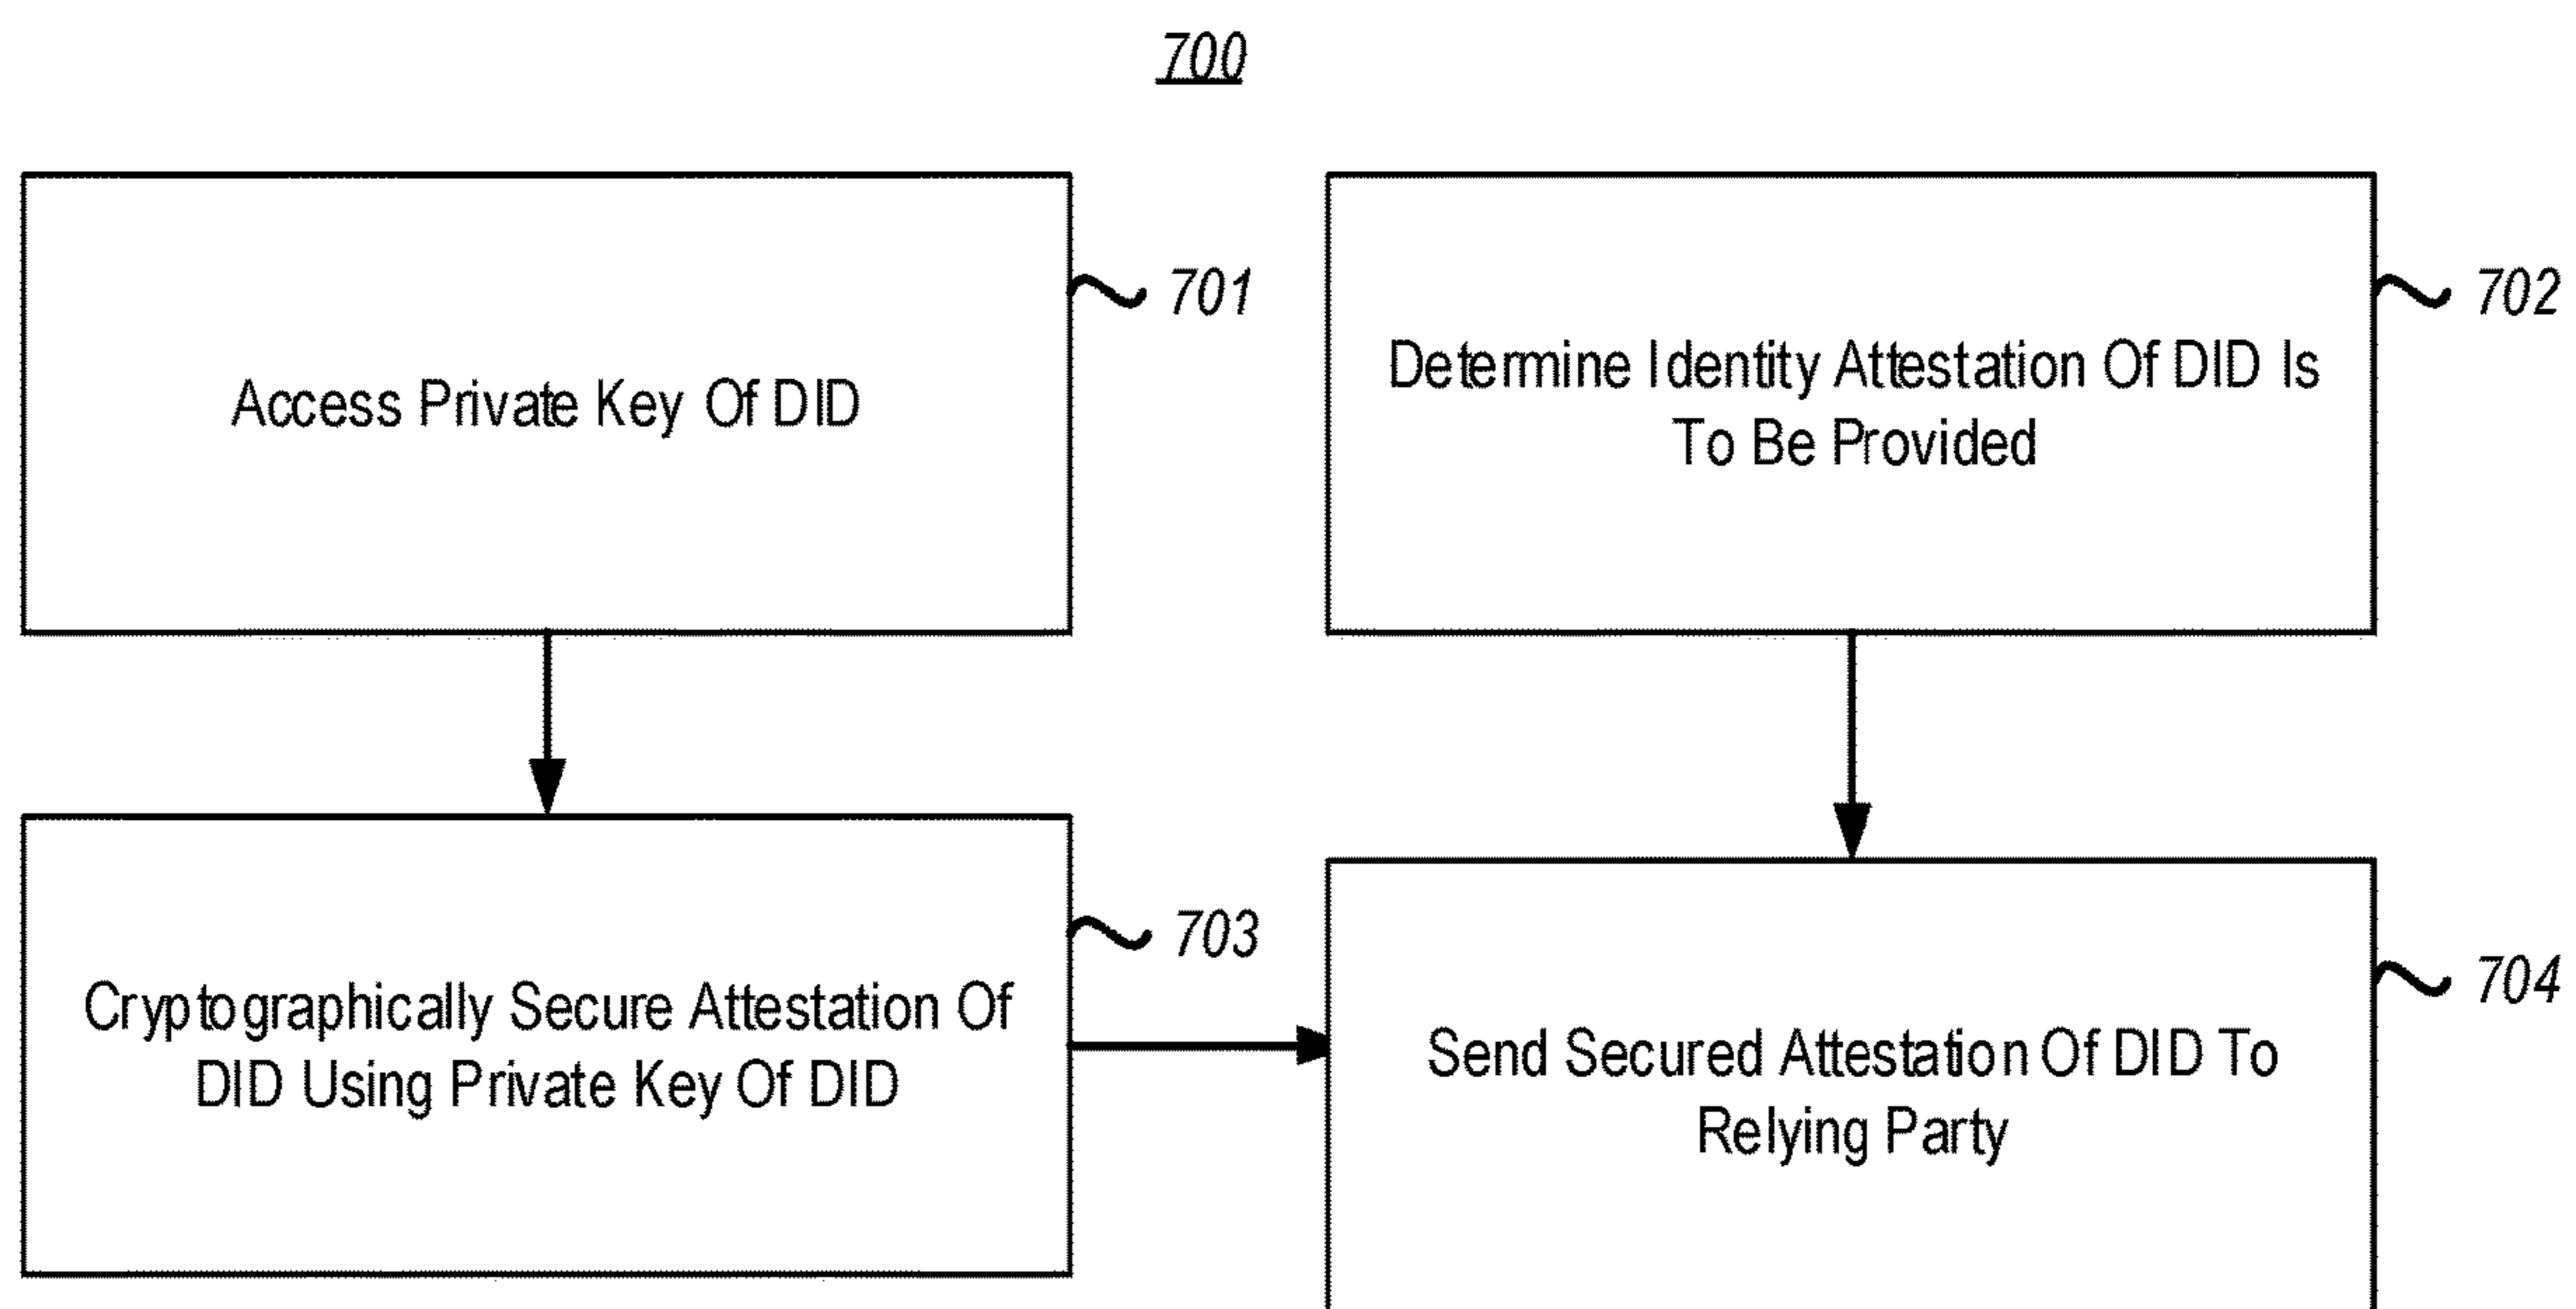 700
Access Private Key Of DID
701
Determine Identity Attestation Of DID Is
To Be Provided
702
Cryptographically Secure Attestation Of
DID Using Private Key Of DID
703
Send Secured Attestation Of DID To
Relying Party
704